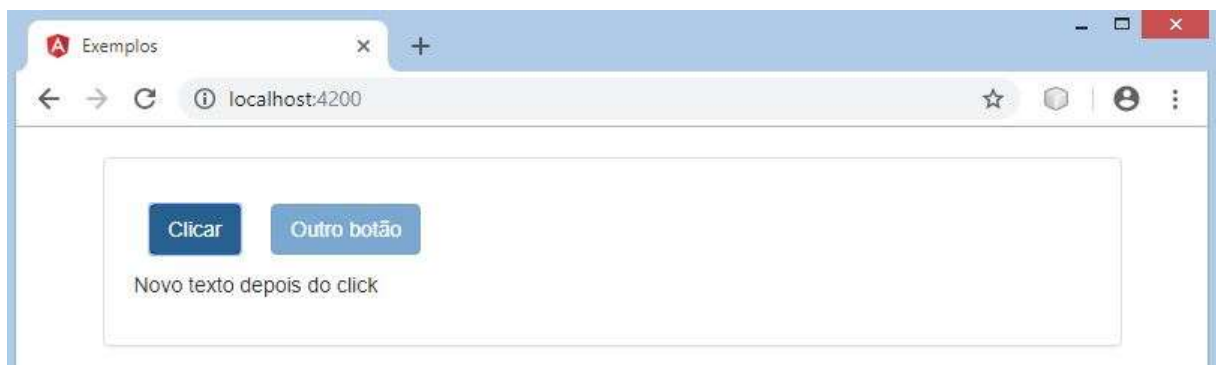 Exemplos
localhost:4200
Clicar
Outro botão
Novo texto depois do click